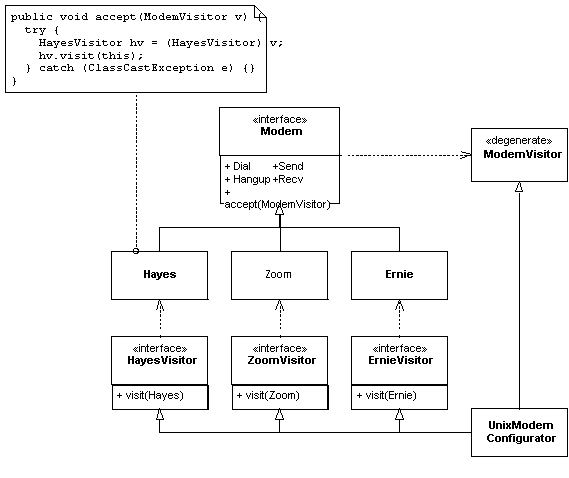 public void accept(ModemVisitor v) {
try {
HayesVisitor hv = (HayesVisitor) v;
hv.visit(this);
} catch (ClassCastException e) {}
}
«interface»
Modem
+ Dial +Send
+ Hangup +Recv
+
accept(ModemVisitor)
«degenerate»
ModemVisitor
Hayes
Zoom
Ernie
«interface»
HayesVisitor
+ visit(Hayes)
«interface»
ZoomVisitor
+ visit(Zoom)
«interface»
ErnieVisitor
+ visit(Ernie)
UnixModem
Configurator